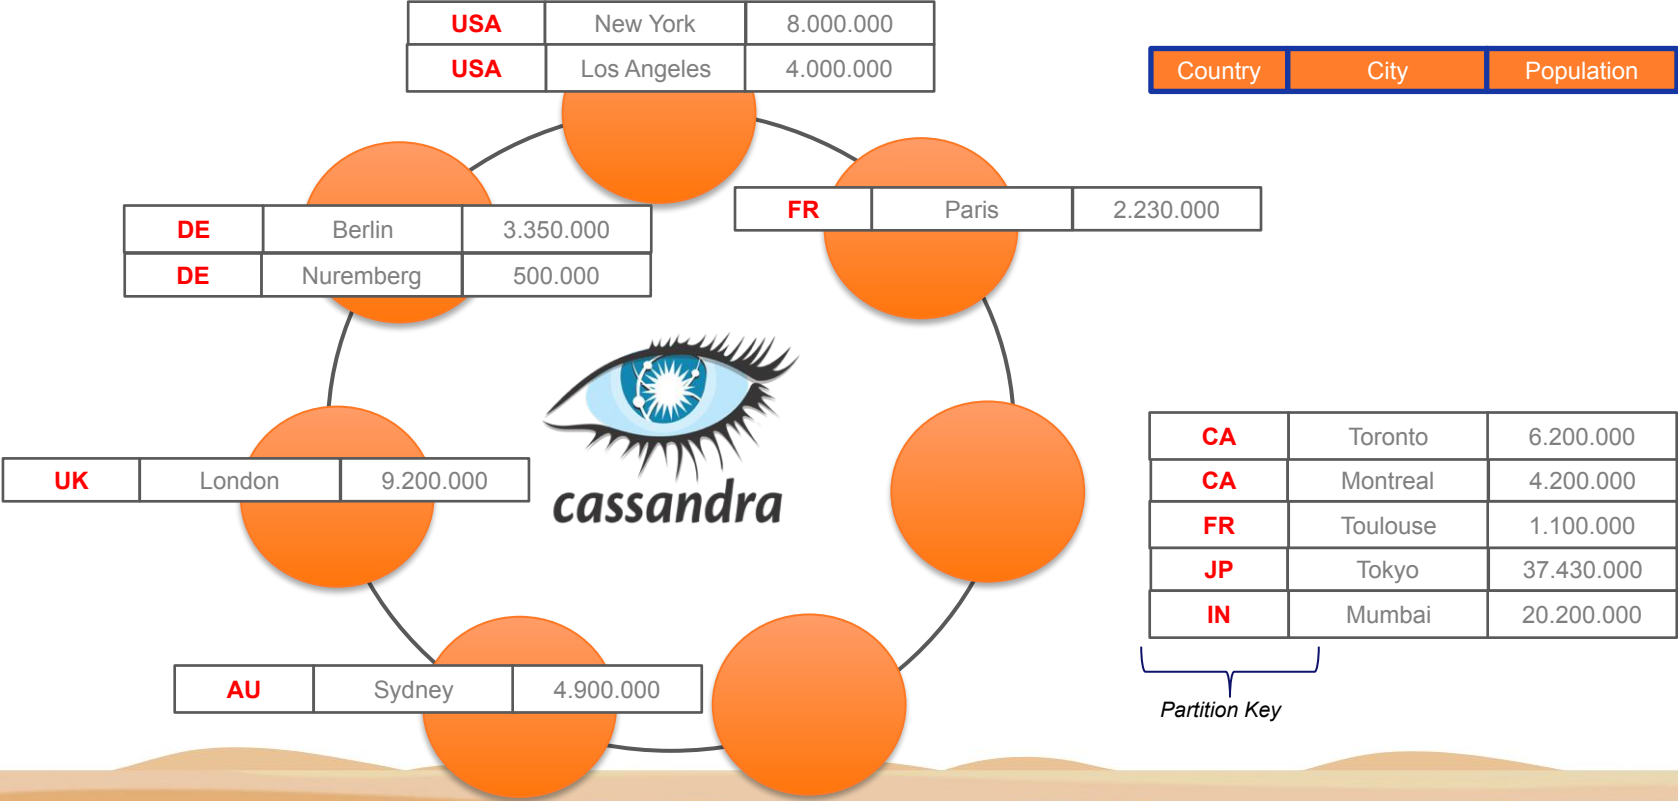 USA New York 8.000.000
USA Los Angeles 4.000.000
Country City Population
FR Paris 2.230.000
DE Berlin 3.350.000
DE Nuremberg 500.000
cassandra
UK London 9.200.000
CA Toronto 6.200.000
CA Montreal 4.200.000
FR Toulouse 1.100.000
JP Tokyo 37.430.000
IN Mumbai 20.200.000
AU Sydney 4.900.000
Partition Key